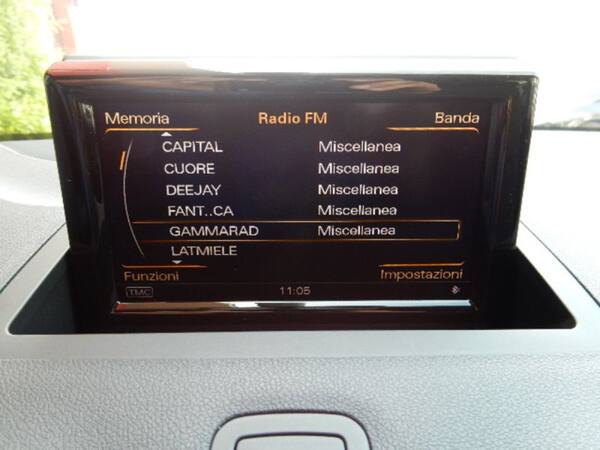 Memoria Radio FM Banda
CAPITAL Miscellanea
CUORE Miscellanea
DEEJAY Miscellanea
FANT..CA Miscellanea
GAMMARAD Miscellanea
LATMIELE
Funzioni Impostazioni
TMC 11:05